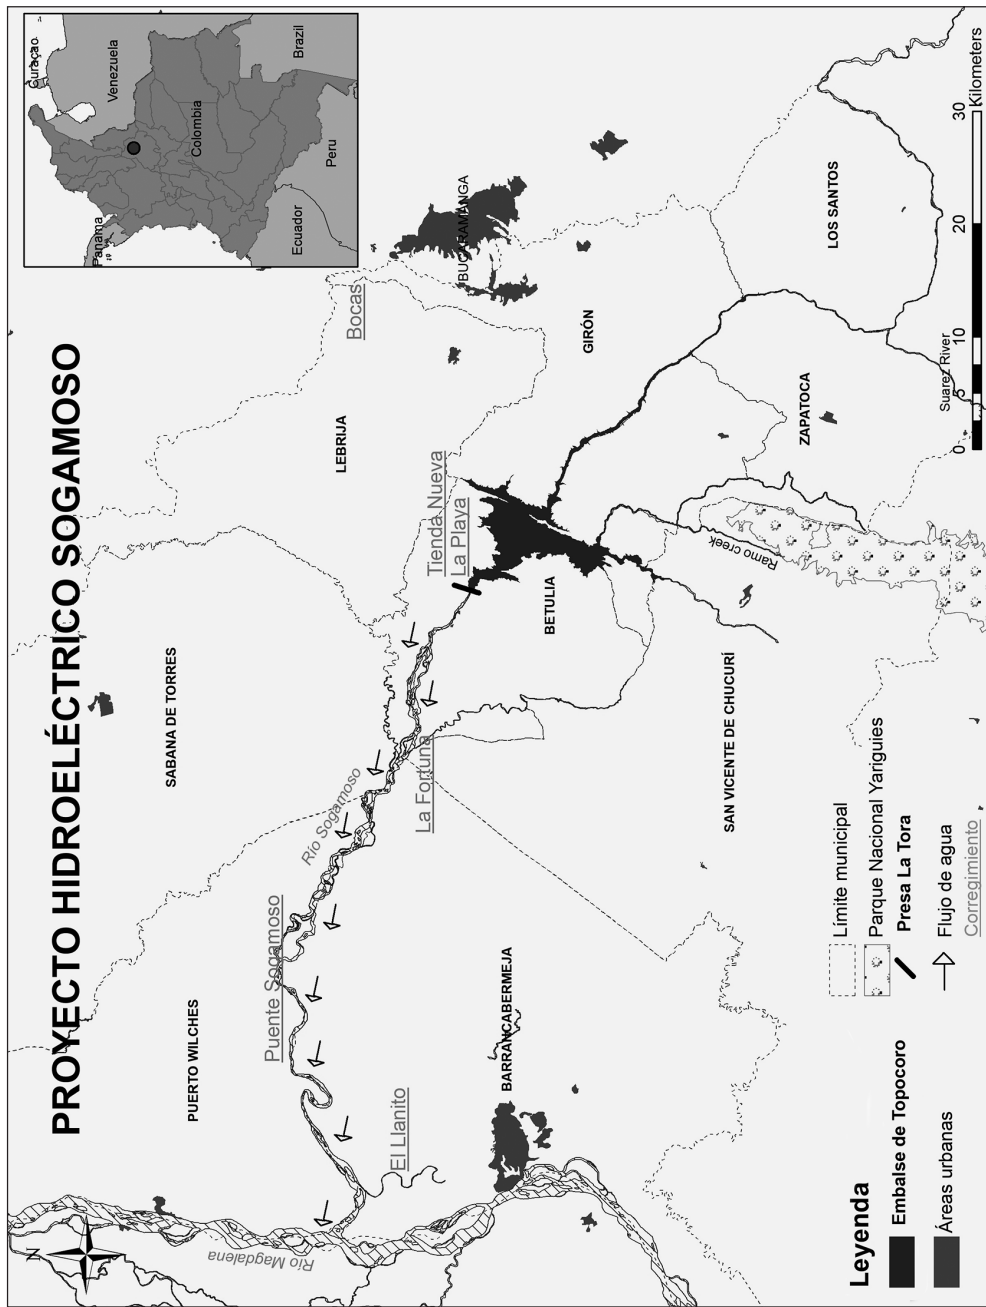 PROYECTO HIDROELÉCTRICO SOGAMOSO
N
Curaçao
Panama
Venezuela
Colombia
Brazil
Ecuador
Peru
Bocas
BUCARAMANGA
SABANA DE TORRES
LEBRIJA
PUERTO WILCHES
GIRÓN
Puente Sogamoso
Río Sogamoso
Tienda Nueva
La Playa
La Fortuna
Río Magdalena
El Llanito
BETULIA
BARRANCABERMEJA
LOS SANTOS
ZAPATOCA
SAN VICENTE DE CHUCURÍ
Ramo creek
Suarez River
Leyenda
Embalse de Topocoro
Áreas urbanas
Límite municipal
Parque Nacional Yariguies
Presa La Tora
Flujo de agua
Corregimiento
0 5 10 20 30
Kilometers